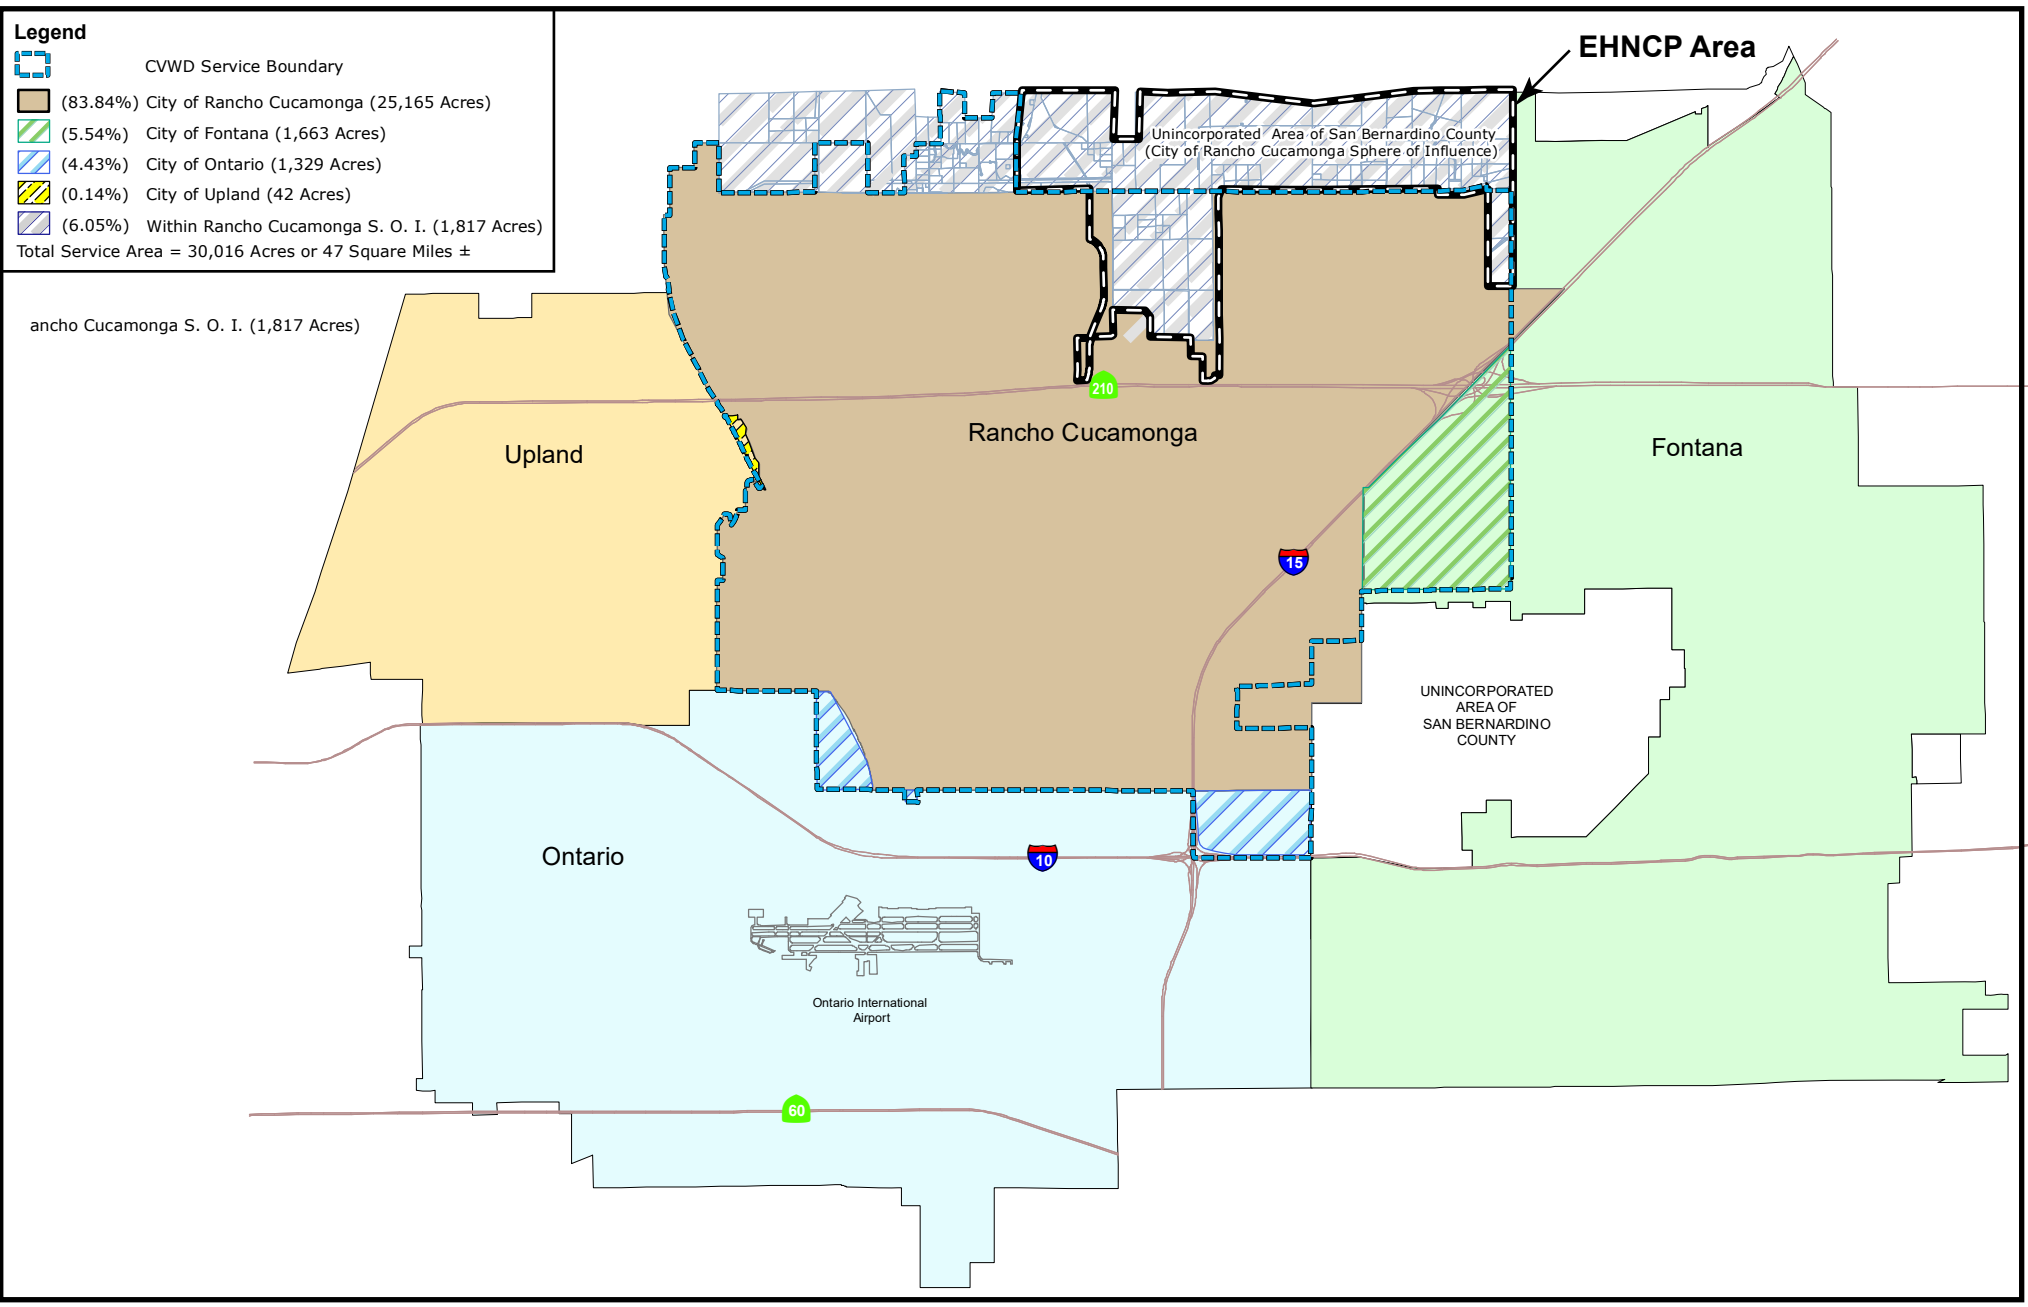 Legend
CVWD Service Boundary
(83.84%) City of Rancho Cucamonga (25,165 Acres)
(5.54%) City of Fontana (1,663 Acres)
(4.43%) City of Ontario (1,329 Acres)
(0.14%) City of Upland (42 Acres)
(6.05%) Within Rancho Cucamonga S. O. I. (1,817 Acres)
Total Service Area = 30,016 Acres or 47 Square Miles ±
ancho Cucamonga S. O. I. (1,817 Acres)
EHNCP Area
Unincorporated Area of San Bernardino County
(City of Rancho Cucamonga Sphere of Influence)
210
Rancho Cucamonga
Upland
Fontana
15
UNINCORPORATED
AREA OF
SAN BERNARDINO
COUNTY
Ontario
10
Ontario International
Airport
60